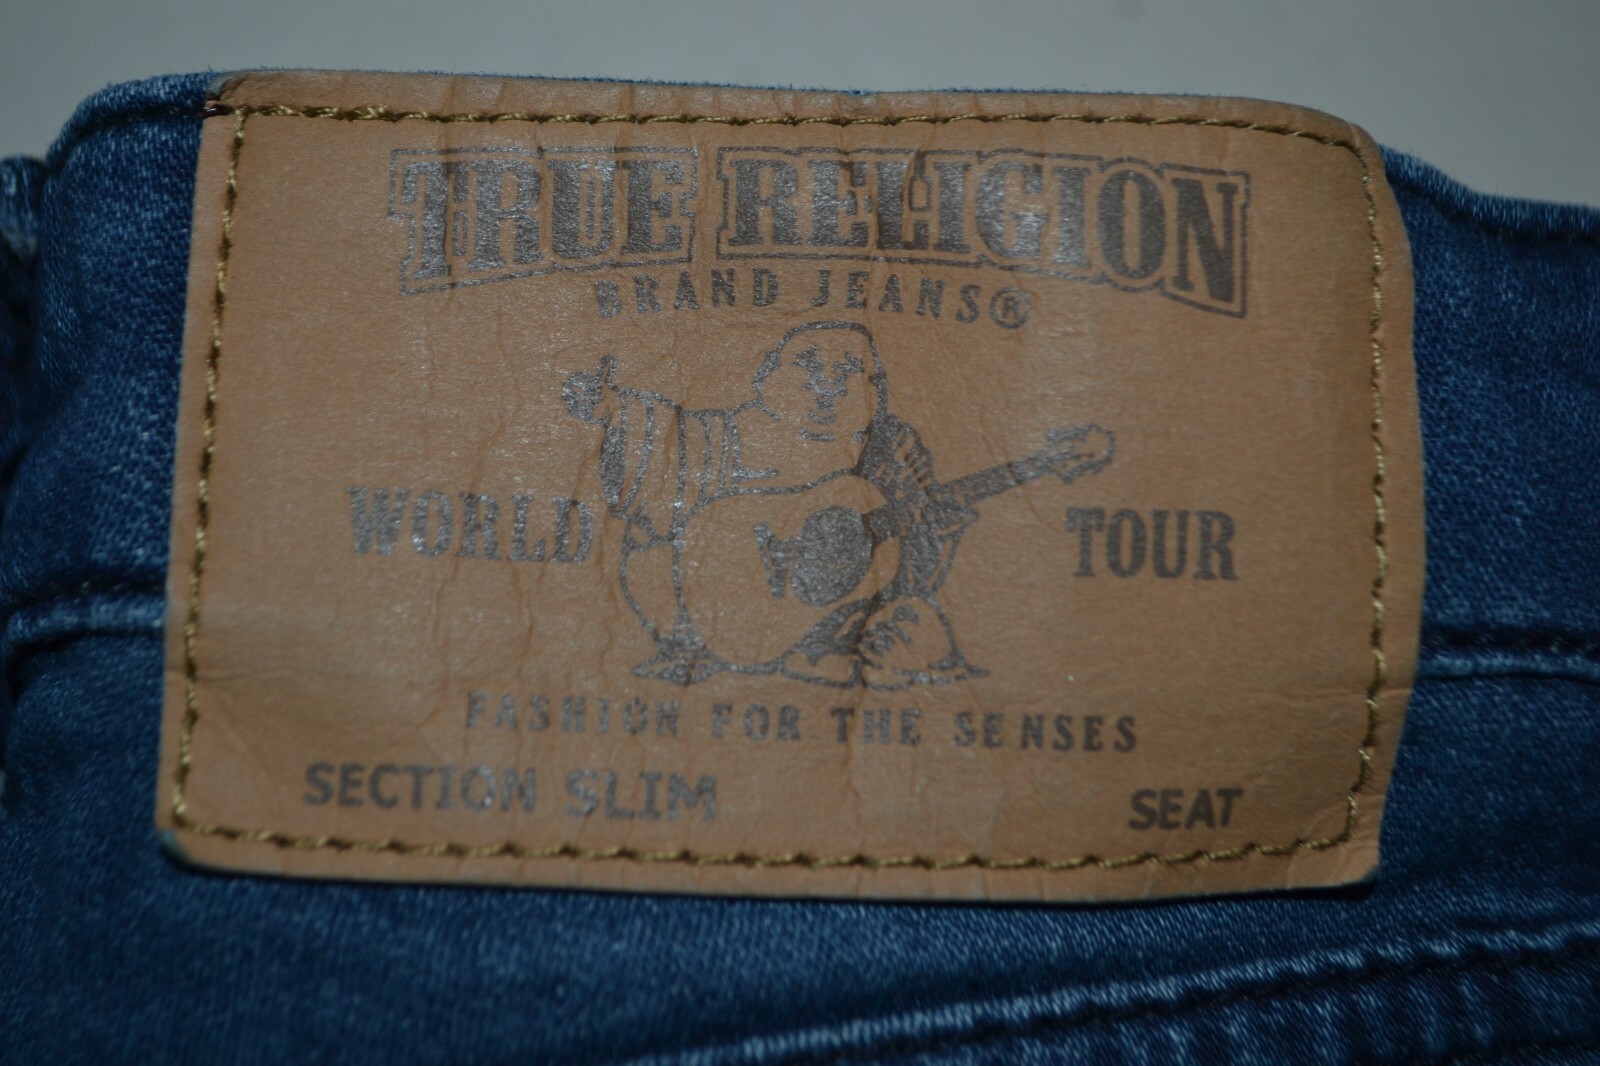 TRUE RELIGION
BRAND JEANS®
WORLD TOUR
FASHION FOR THE SENSES
SECTION SLIM SEAT